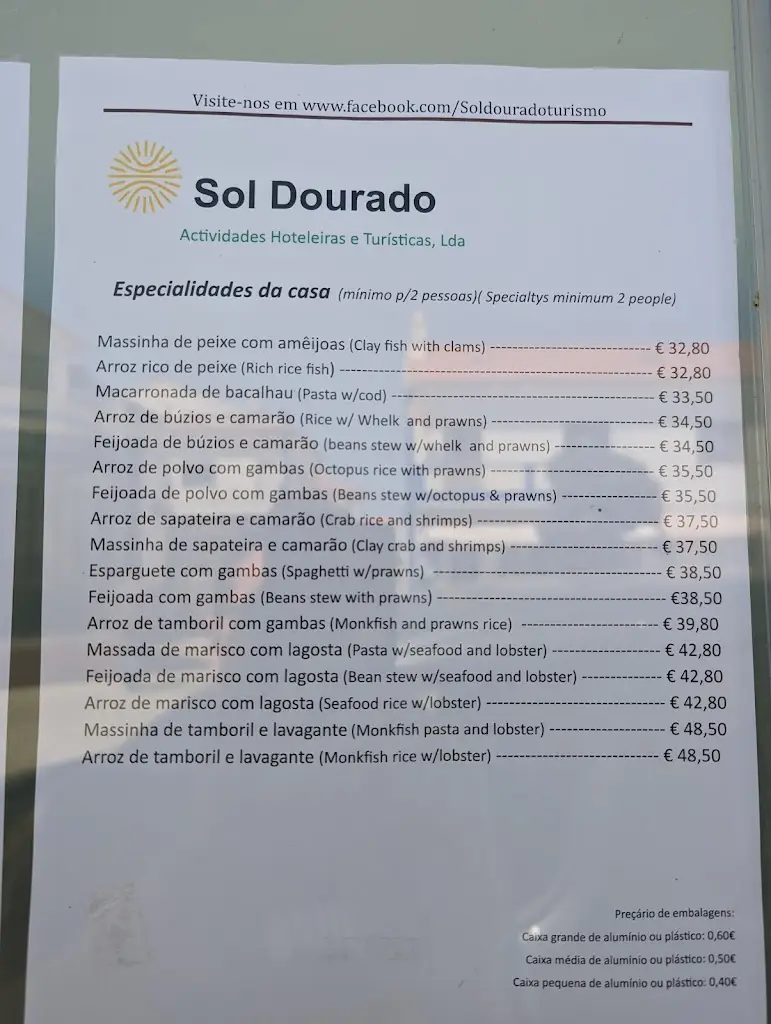 Visite-nos em www.facebook.com/Soldouradoturismo
Sol Dourado
Actividades Hoteleiras e Turísticas, Lda
Especialidades da casa (mínimo p/2 pessoas)( Specialtys minimum 2 people)
Massinha de peixe com amêijoas (Clay fish with clams) ---------------------------- € 32,80
Arroz rico de peixe (Rich rice fish) ------------------------------------------------------- € 32,80
Macarronada de bacalhau (Pasta w/cod) ---------------------------------------------- € 33,50
Arroz de búzios e camarão (Rice w/ Whelk and prawns) ----------------------------- € 34,50
Feijoada de búzios e camarão (beans stew w/whelk and prawns) ----------------- € 34,50
Arroz de polvo com gambas (Octopus rice with prawns) ---------------------------- € 35,50
Feijoada de polvo com gambas (Beans stew w/octopus & prawns) ---------------- € 35,50
Arroz de sapateira e camarão (Crab rice and shrimps) ------------------------------- € 37,50
Massinha de sapateira e camarão (Clay crab and shrimps) ------------------------- € 37,50
Esparguete com gambas (Spaghetti w/prawns) --------------------------------------- € 38,50
Feijoada com gambas (Beans stew with prawns) -------------------------------------- €38,50
Arroz de tamboril com gambas (Monkfish and prawns rice) ------------------------- € 39,80
Massada de marisco com lagosta (Pasta w/seafood and lobster) ------------------- € 42,80
Feijoada de marisco com lagosta (Bean stew w/seafood and lobster) -------------- € 42,80
Arroz de marisco com lagosta (Seafood rice w/lobster) ------------------------------ € 42,80
Massinha de tamboril e lavagante (Monkfish pasta and lobster) -------------------- € 48,50
Arroz de tamboril e lavagante (Monkfish rice w/lobster) ---------------------------- € 48,50
Preçário de embalagens:
Caixa grande de alumínio ou plástico: 0,60€
Caixa média de alumínio ou plástico: 0,50€
Caixa pequena de alumínio ou plástico: 0,40€